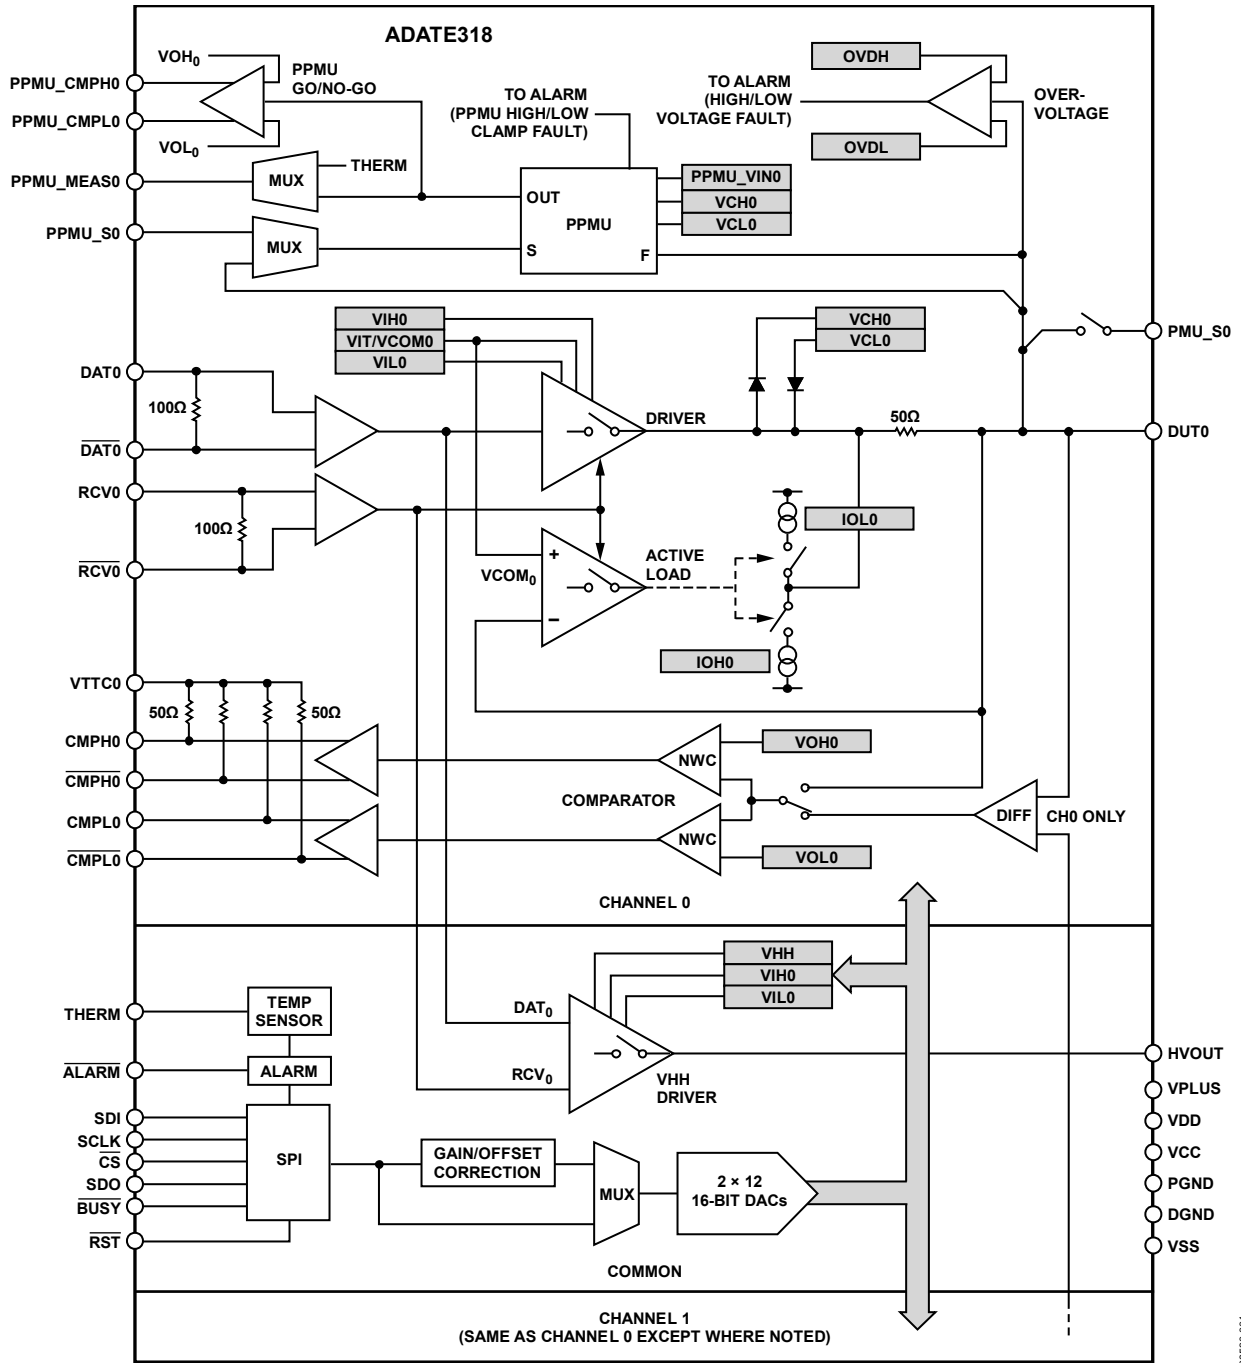 ADATE318
VOH0
PPMU_CMPH0
PPMU
GO/NO-GO
PPMU_CMPL0
VOL0
TO ALARM
(PPMU HIGH/LOW
CLAMP FAULT)
TO ALARM
(HIGH/LOW
VOLTAGE FAULT)
OVDH
OVER-
VOLTAGE
OVDL
PPMU_MEAS0
MUX
THERM
OUT
PPMU
S
F
PPMU_VIN0
VCH0
VCL0
PPMU_S0
MUX
VIH0
VIT/VCOM0
VIL0
VCH0
VCL0
PMU_S0
DAT0
100Ω
DAT0
DRIVER
50Ω
DUT0
RCV0
100Ω
RCV0
VCOM0
+
−
ACTIVE
LOAD
IOL0
IOH0
VTTC0
50Ω
50Ω
CMPH0
CMPH0
CMPL0
CMPL0
NWC
VOH0
COMPARATOR
NWC
VOL0
DIFF
CH0 ONLY
CHANNEL 0
VHH
VIH0
VIL0
THERM
TEMP
SENSOR
DAT0
RCV0
VHH
DRIVER
HVOUT
ALARM
ALARM
VPLUS
SDI
SCLK
CS
SDO
BUSY
RST
SPI
GAIN/OFFSET
CORRECTION
MUX
2 × 12
16-BIT DACs
VDD
VCC
PGND
DGND
VSS
COMMON
CHANNEL 1
(SAME AS CHANNEL 0 EXCEPT WHERE NOTED)